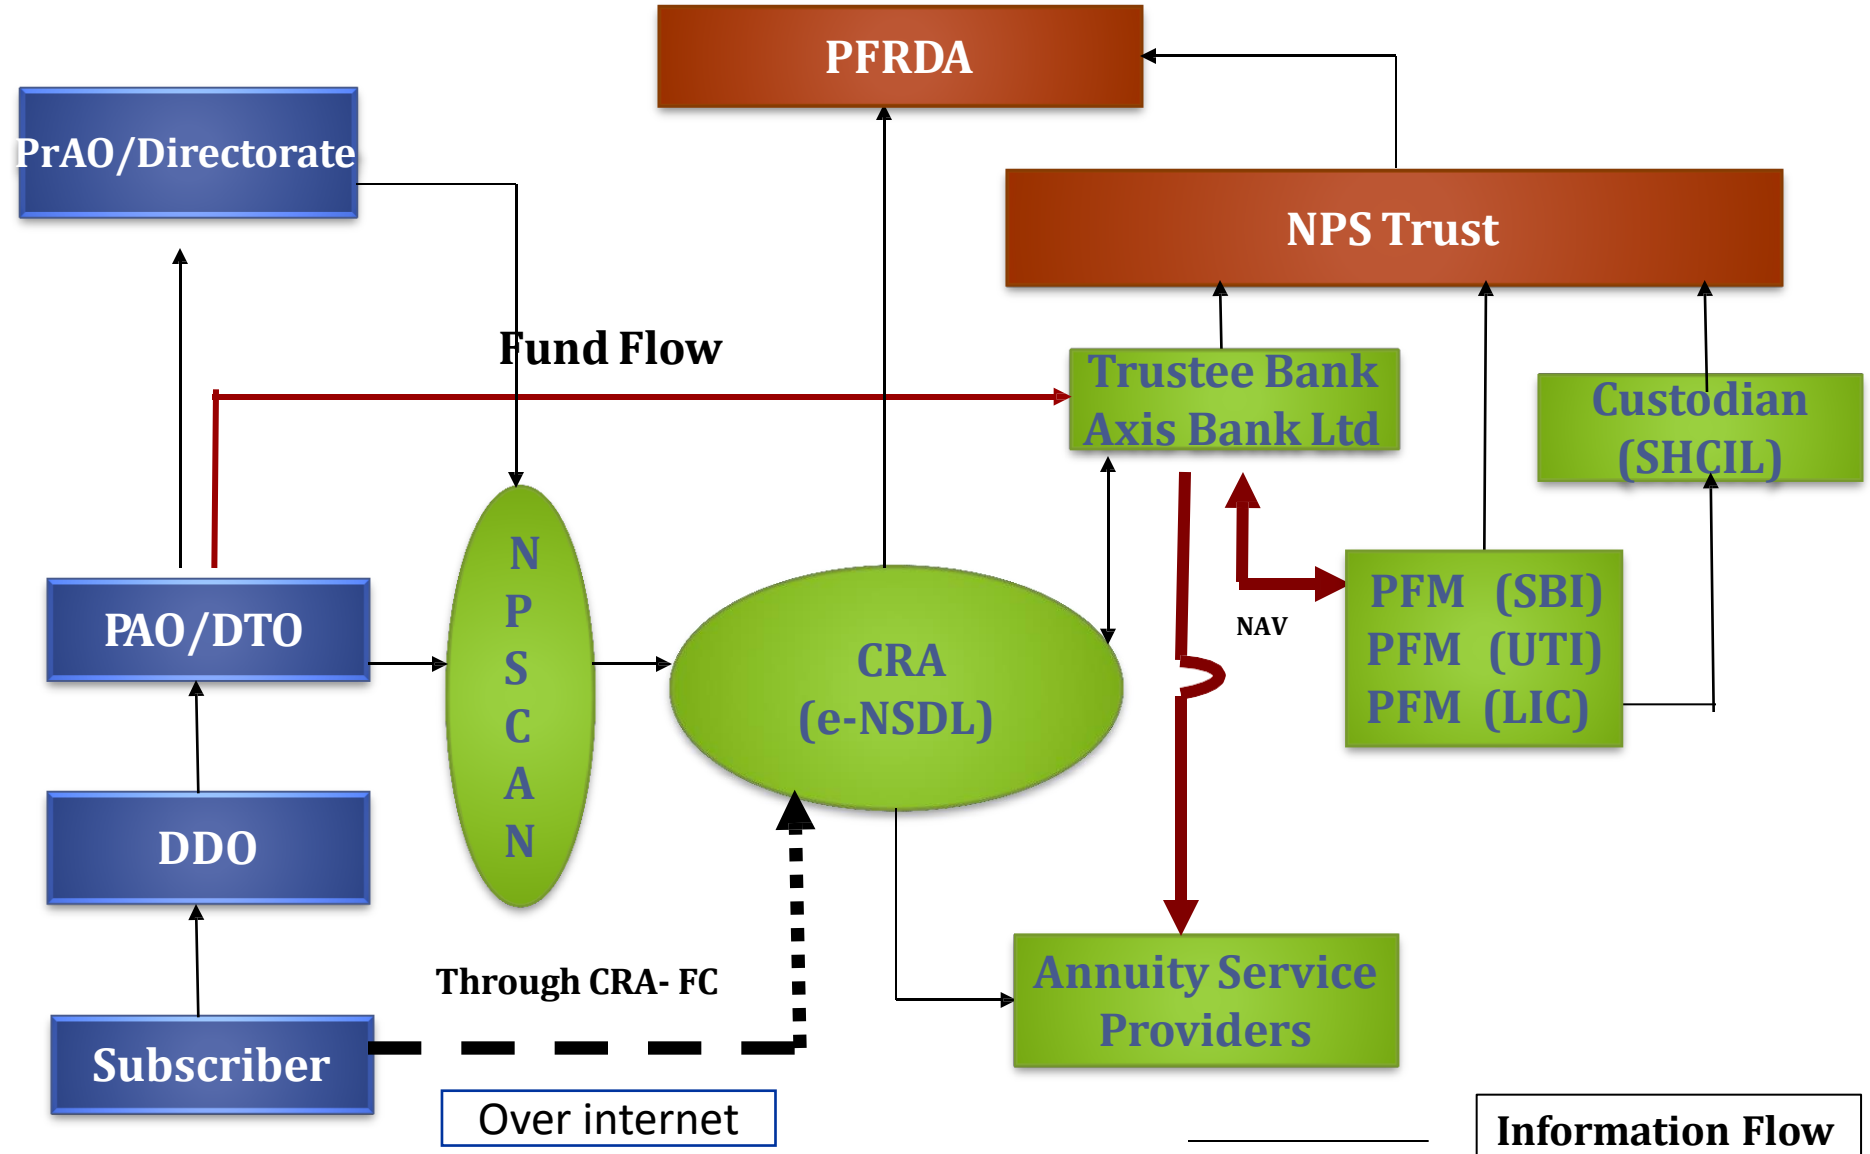 PFRDA
PrAO/Directorate
NPS Trust
Fund Flow
Trustee Bank
Axis Bank Ltd
Custodian
(SHCIL)
N
P
S
C
A
N
PAO/DTO
CRA
(e-NSDL)
NAV
PFM (SBI)
PFM (UTI)
PFM (LIC)
DDO
Through CRA- FC
Annuity Service
Providers
Subscriber
Over internet
Information Flow